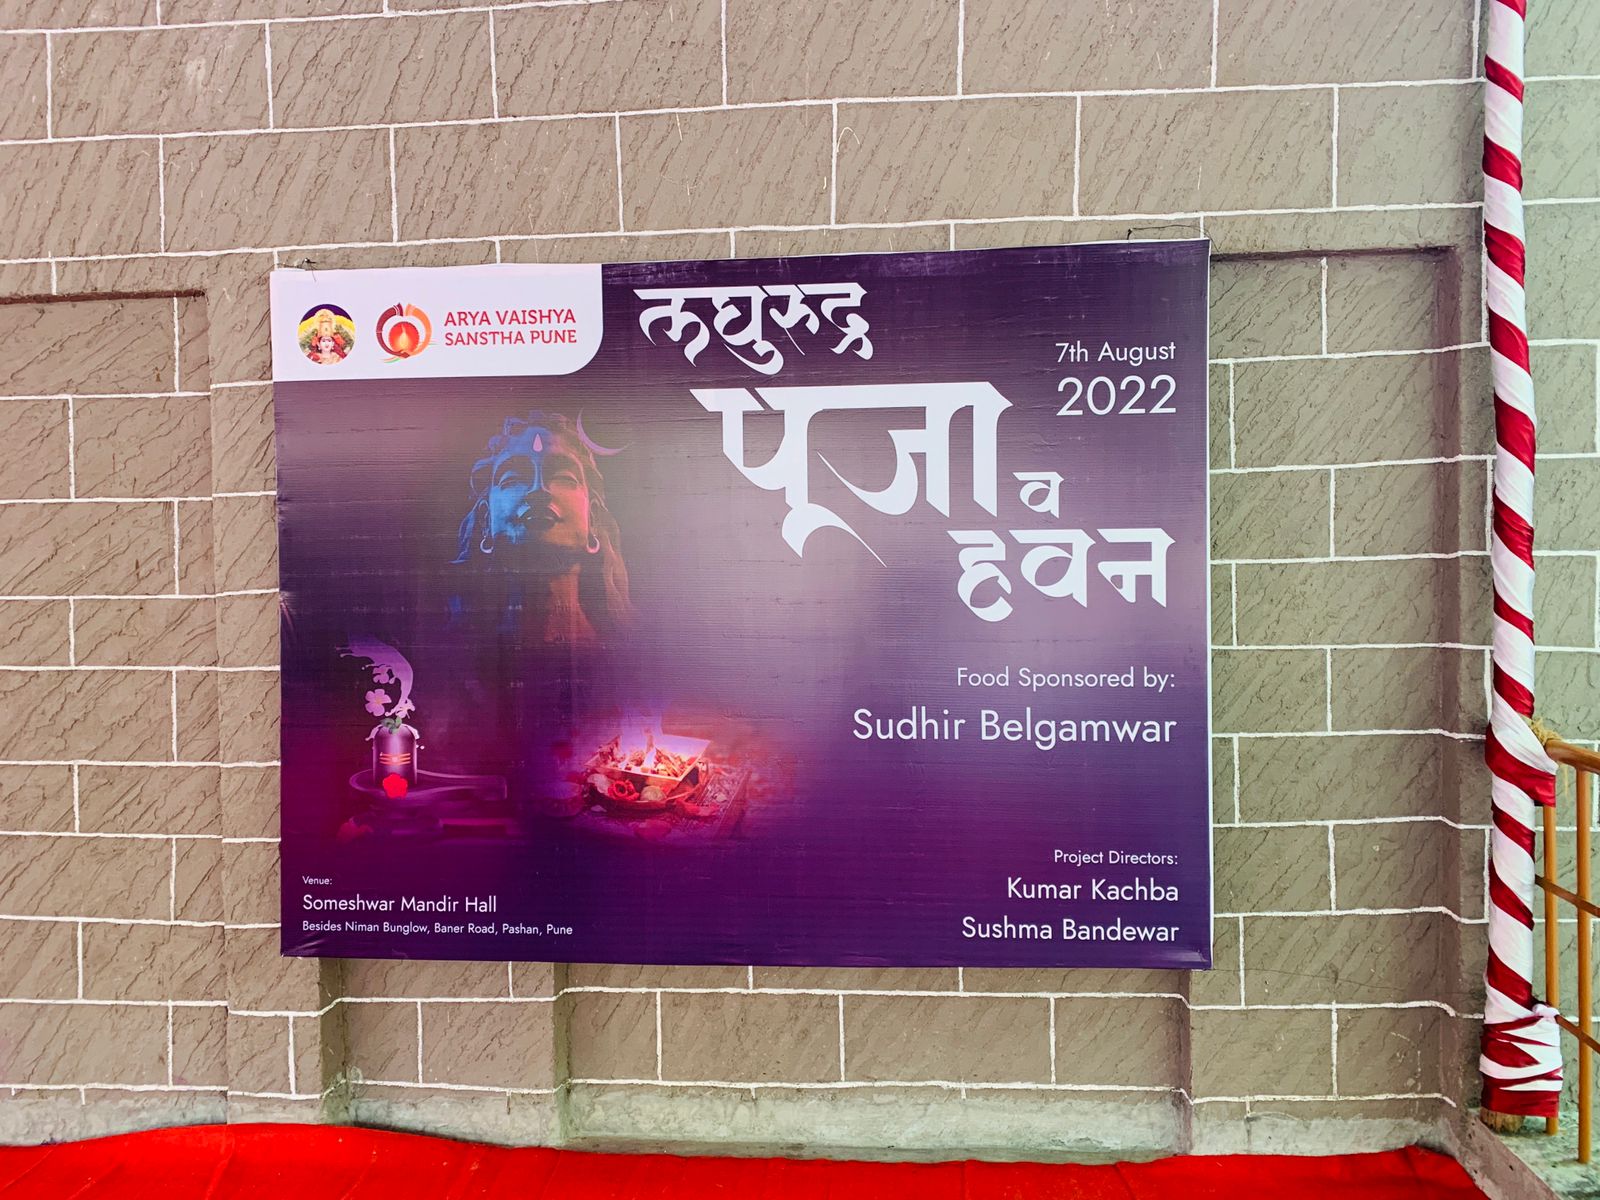 ARYA VAISHYA
SANSTHA PUNE
लघुरुद्र
पूजा व
हवन
7th August
2022
Food Sponsored by:
Sudhir Belgamwar
Project Directors:
Kumar Kachba
Sushma Bandewar
Venue:
Someshwar Mandir Hall
Besides Niman Bunglow, Baner Road, Pashan, Pune